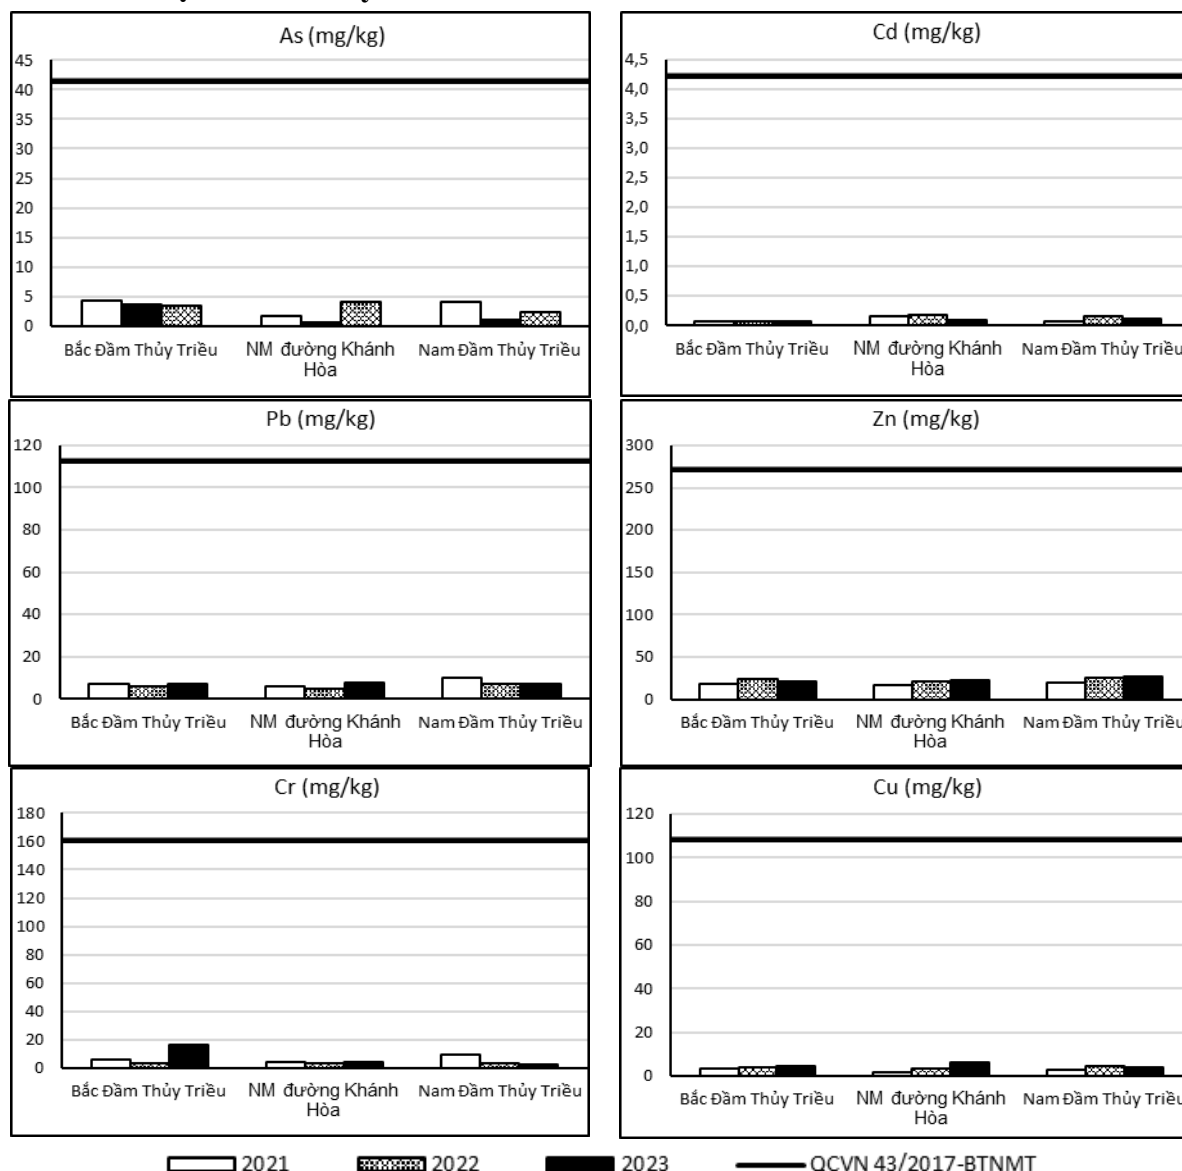 As (mg/kg)
45
40
35
30
25
20
15
10
5
0
Bắc Đầm Thủy Triều
NM đường Khánh
Hòa
Nam Đầm Thủy Triều
Cd (mg/kg)
4,5
4,0
3,5
3,0
2,5
2,0
1,5
1,0
0,5
0,0
Bắc Đầm Thủy Triều
NM đường Khánh
Hòa
Nam Đầm Thủy Triều
Pb (mg/kg)
120
100
80
60
40
20
0
Bắc Đầm Thủy Triều
NM đường Khánh
Hòa
Nam Đầm Thủy Triều
Zn (mg/kg)
300
250
200
150
100
50
0
Bắc Đầm Thủy Triều
NM đường Khánh
Hòa
Nam Đầm Thủy Triều
Cr (mg/kg)
180
160
140
120
100
80
60
40
20
0
Bắc Đầm Thủy Triều
NM đường Khánh
Hòa
Nam Đầm Thủy Triều
Cu (mg/kg)
120
100
80
60
40
20
0
Bắc Đầm Thủy Triều
NM đường Khánh
Hòa
Nam Đầm Thủy Triều
2021
2022
2023
QCVN 43/2017-BTNMT